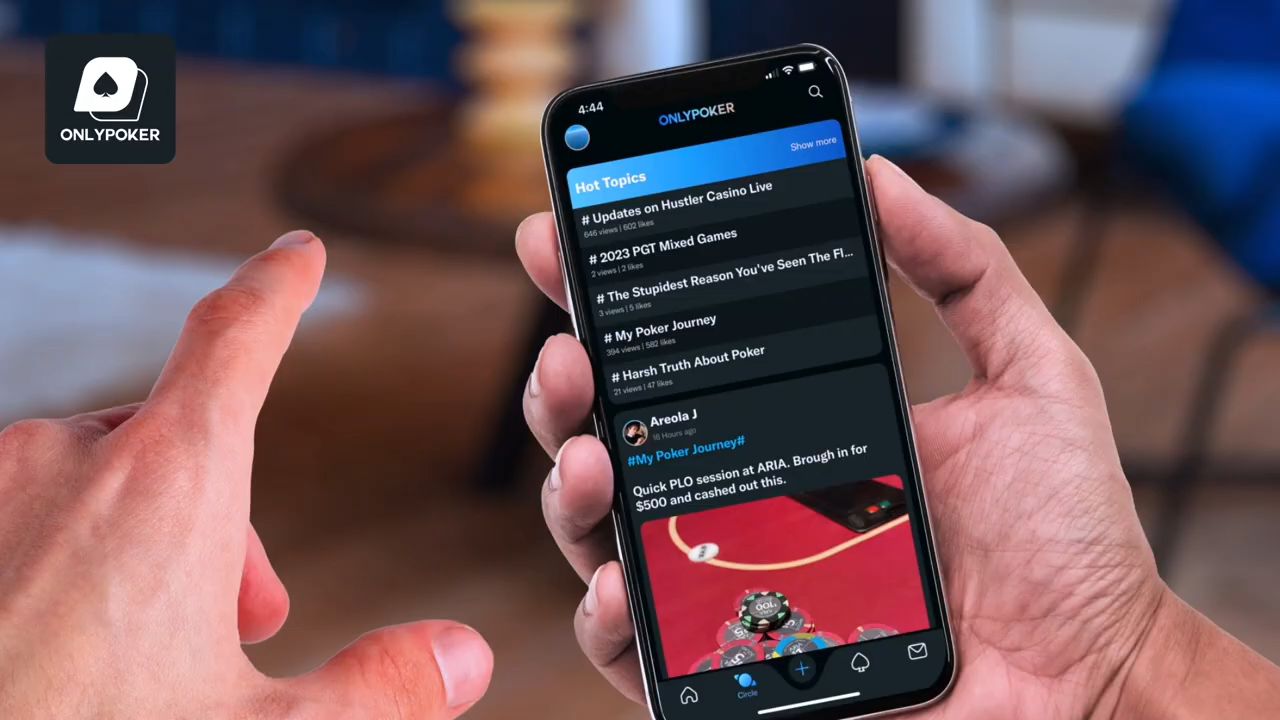 ONLYPOKER
4:44
ONLYPOKER
Hot Topics
Show more
# Updates on Hustler Casino Live
646 views | 602 likes
# 2023 PGT Mixed Games
2 views | 2 likes
# The Stupidest Reason You've Seen The Fl...
3 views | 5 likes
# My Poker Journey
394 views | 582 likes
# Harsh Truth About Poker
21 views | 47 likes
Areola J
16 Hours ago
#My Poker Journey#
Quick PLO session at ARIA. Brough in for
$500 and cashed out this.
100
Circle